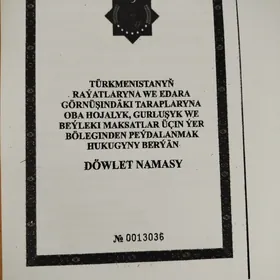 TÜRKMENISTANYŇ
RAÝATLARYNA WE EDARA
GÖRNÜŞINDÄKI TARAPLARYNA
OBA HOJALYK, GURLUŞYK WE
BEÝLEKI MAKSATLAR ÜÇIN ÝER
BÖLEGINDEN PEÝDALANMAK
HUKUGYNY BERÝÄN
DÖWLET NAMASY
№ 0013036